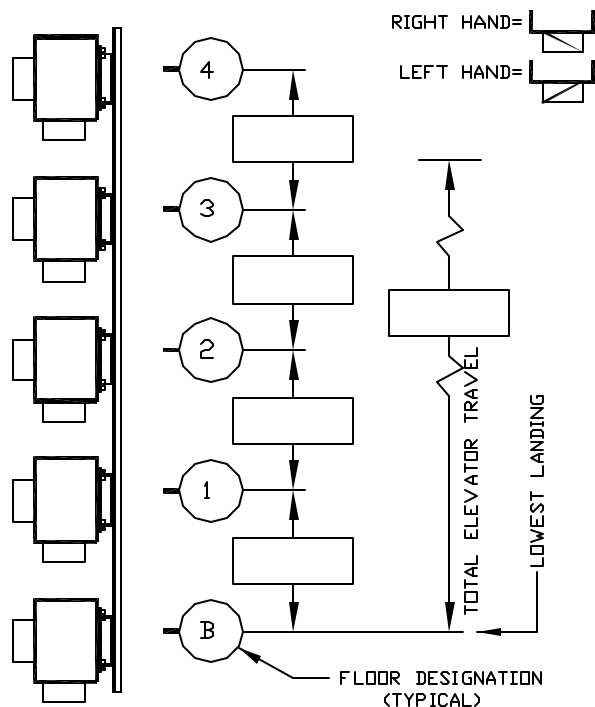 RIGHT HAND=
LEFT HAND=
4
3
2
1
B
TOTAL ELEVATOR TRAVEL
LOWEST LANDING
FLOOR DESIGNATION
(TYPICAL)